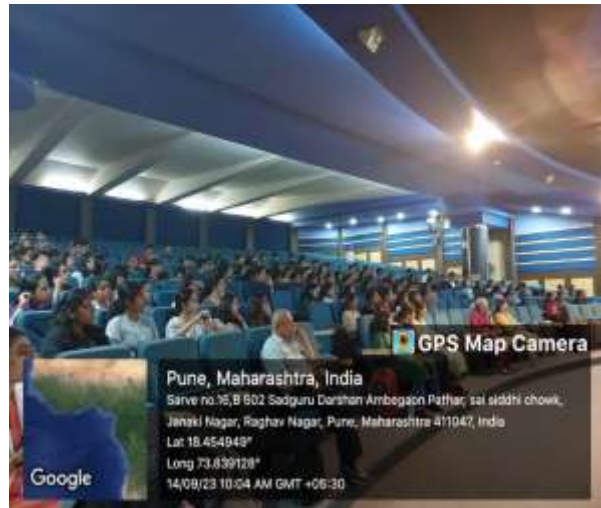 GPS Map Camera
Pune, Maharashtra, India
Sarve no.16,B 602 Sadguru Darshan Ambegaon Pathar, sai siddhi chowk,
Janaki Nagar, Raghav Nagar, Pune, Maharashtra 411047, India
Lat 18.454949°
Long 73.839128°
14/09/23 10:04 AM GMT +05:30
Google